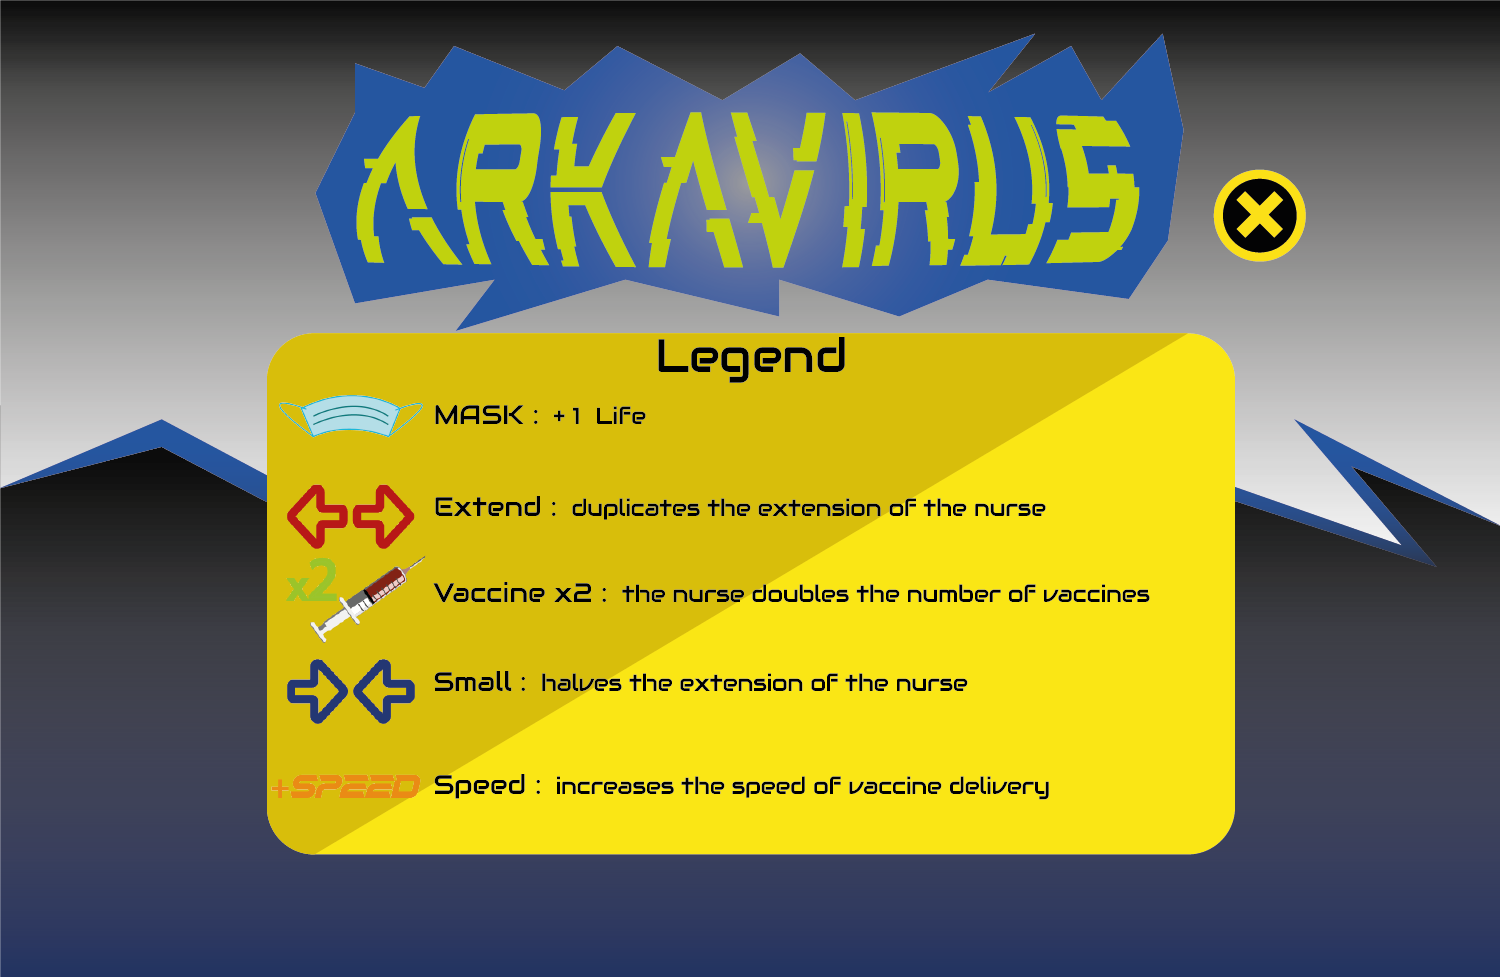 ARKAVIRUS
Legend
MASK : +1 Life
Extend : duplicates the extension of the nurse
x2
Vaccine x2 : the nurse doubles the number of vaccines
Small : halves the extension of the nurse
+SPEED Speed : increases the speed of vaccine delivery